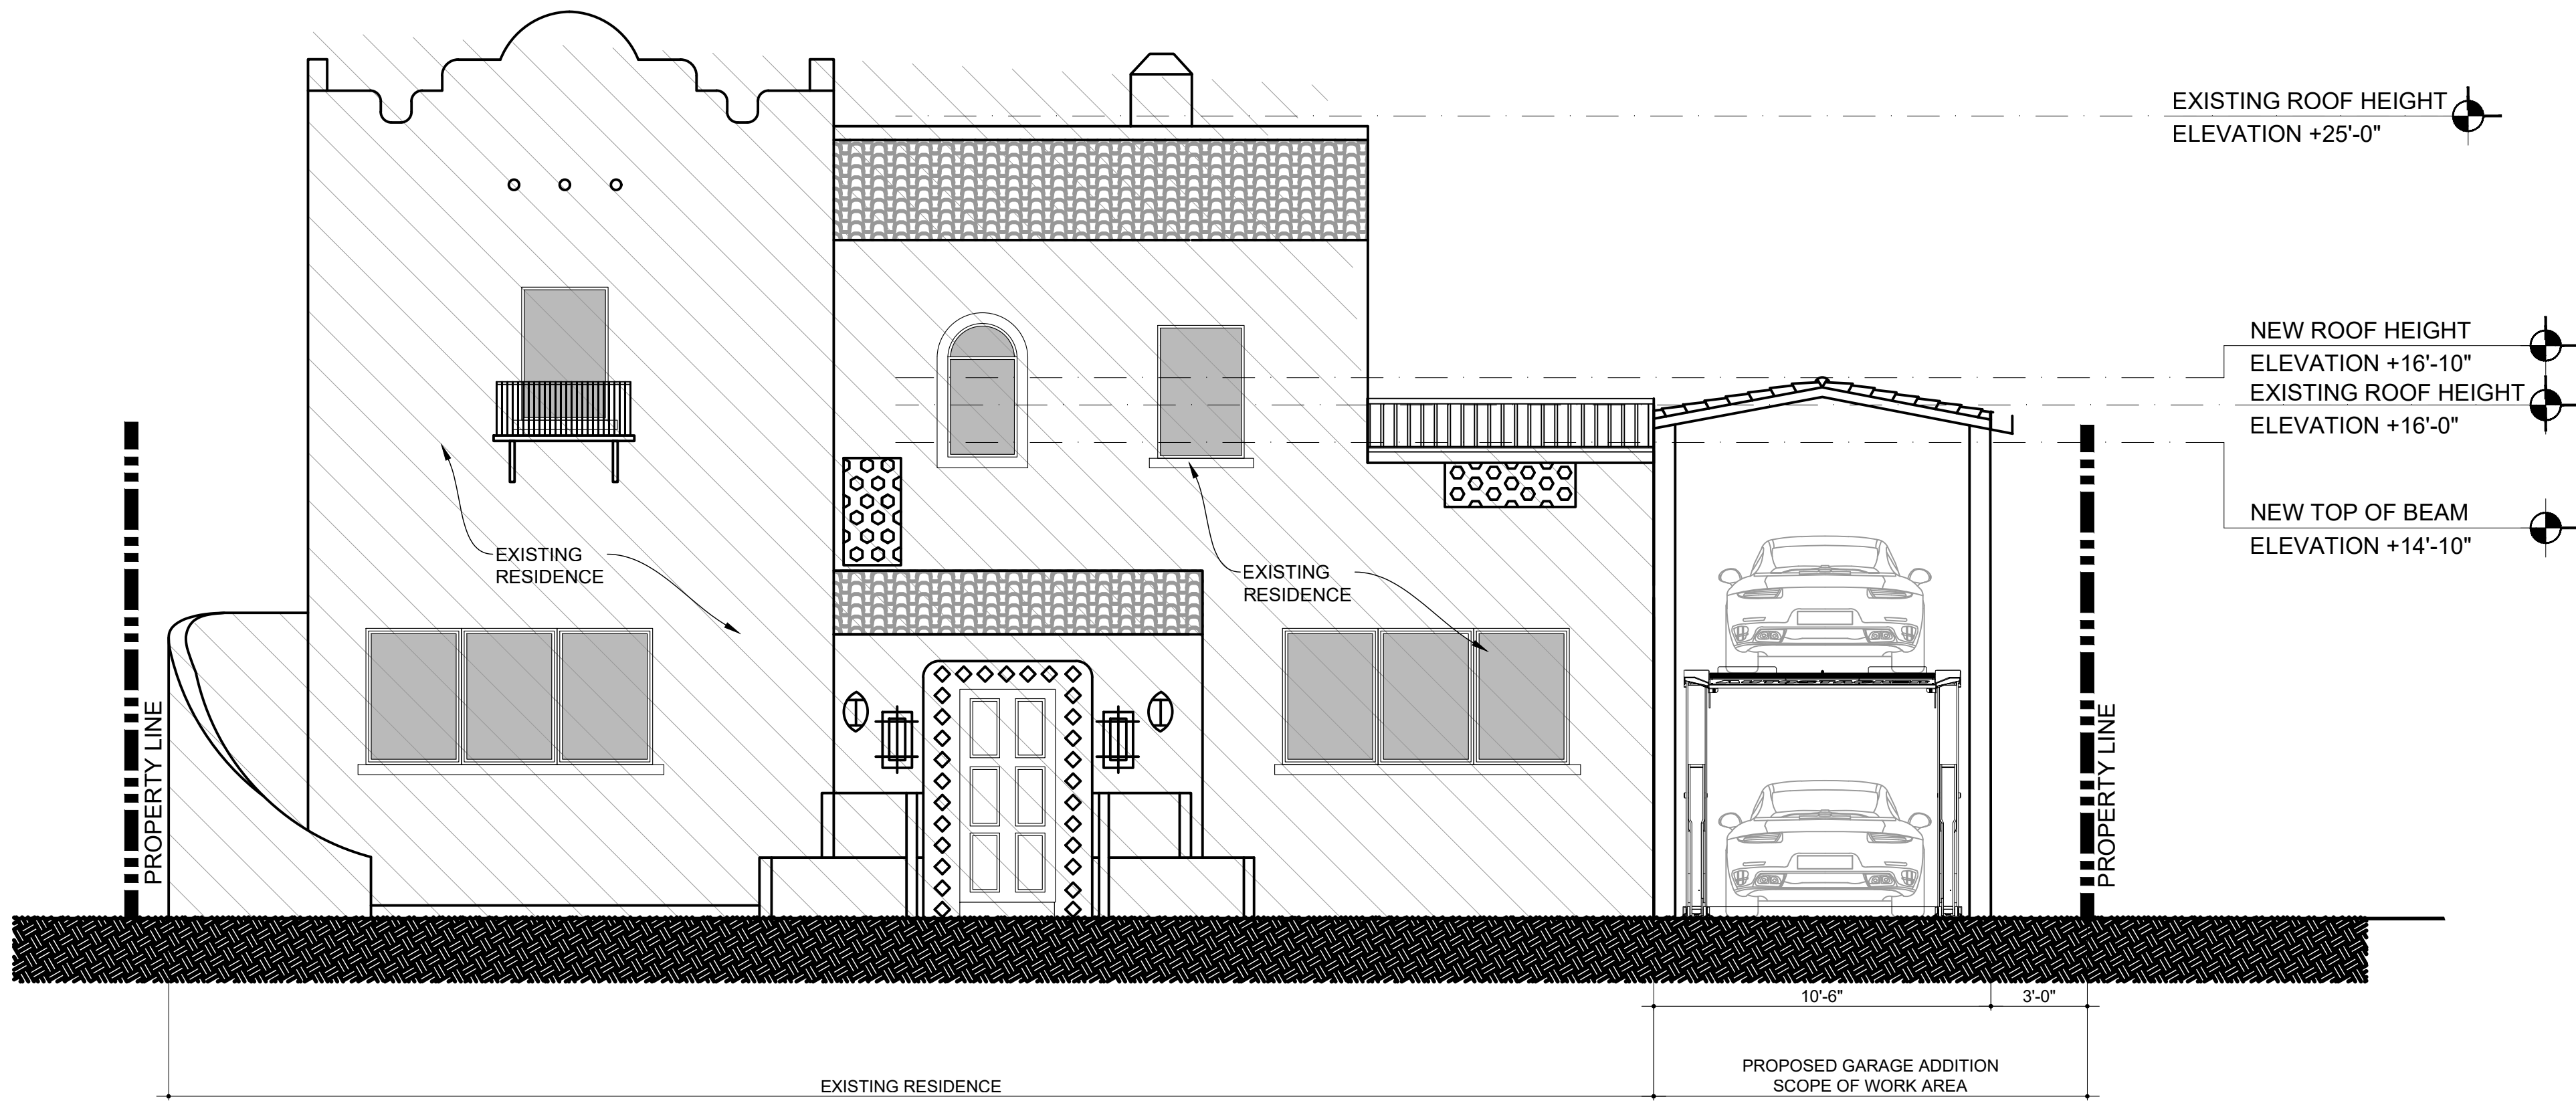 EXISTING ROOF HEIGHT
ELEVATION +25'-0"
NEW ROOF HEIGHT
ELEVATION +16'-10"
EXISTING ROOF HEIGHT
ELEVATION +16'-0"
NEW TOP OF BEAM
ELEVATION +14'-10"
EXISTING
RESIDENCE
EXISTING
RESIDENCE
PROPERTY LINE
PROPERTY LINE
10'-6"
3'-0"
PROPOSED GARAGE ADDITION
SCOPE OF WORK AREA
EXISTING RESIDENCE